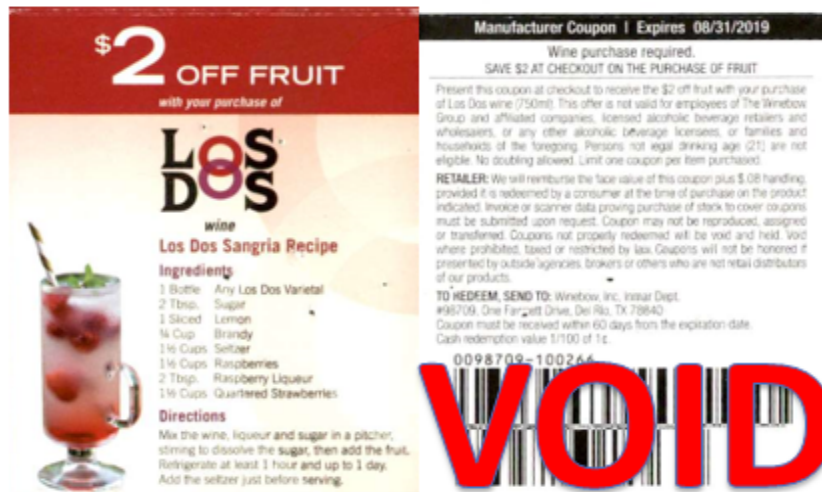 $2 OFF FRUIT
with your purchase of
LOS
DOS
wine
Los Dos Sangria Recipe
Ingredients
1 Bottle Any Los Dos Varietal
2 Tbsp. Sugar
1 Sliced Lemon
¼ Cup Brandy
1½ Cups Seltzer
1½ Cups Raspberries
2 Tbsp. Raspberry Liqueur
1½ Cups Quartered Strawberries
Directions
Mix the wine, liqueur and sugar in a pitcher,
stirring to dissolve the sugar, then add the fruit.
Refrigerate at least 1 hour and up to 1 day.
Add the seltzer just before serving.
Manufacturer Coupon | Expires 08/31/2019
Wine purchase required.
SAVE $2 AT CHECKOUT ON THE PURCHASE OF FRUIT
Present this coupon at checkout to receive the $2 off fruit with your purchase
of Los Dos wine (750ml). This offer is not valid for employees of The Winebow
Group and affiliated companies, licensed alcoholic beverage retailers and
wholesalers, or any other alcoholic beverage licensees, or families and
households of the foregoing. Persons not legal drinking age (21) are not
eligible. No doubling allowed. Limit one coupon per item purchased.
RETAILER: We will reimburse the face value of this coupon plus $.08 handling,
provided it is redeemed by a consumer at the time of purchase on the product
indicated. Invoice or scanner data proving purchase of stock to cover coupons
must be submitted upon request. Coupon may not be reproduced, assigned
or transferred. Coupons not properly redeemed will be void and held. Void
where prohibited, taxed or restricted by law. Coupons will not be honored if
presented by outside agencies, brokers or others who are not retail distributors
of our products.
TO REDEEM, SEND TO: Winebow, Inc. Inmar Dept.
#98709, One Fawcett Drive, Del Rio, TX 78840
Coupon must be received within 60 days from the expiration date.
Cash redemption value 1/100 of 1¢.
0098709-100266
VOID